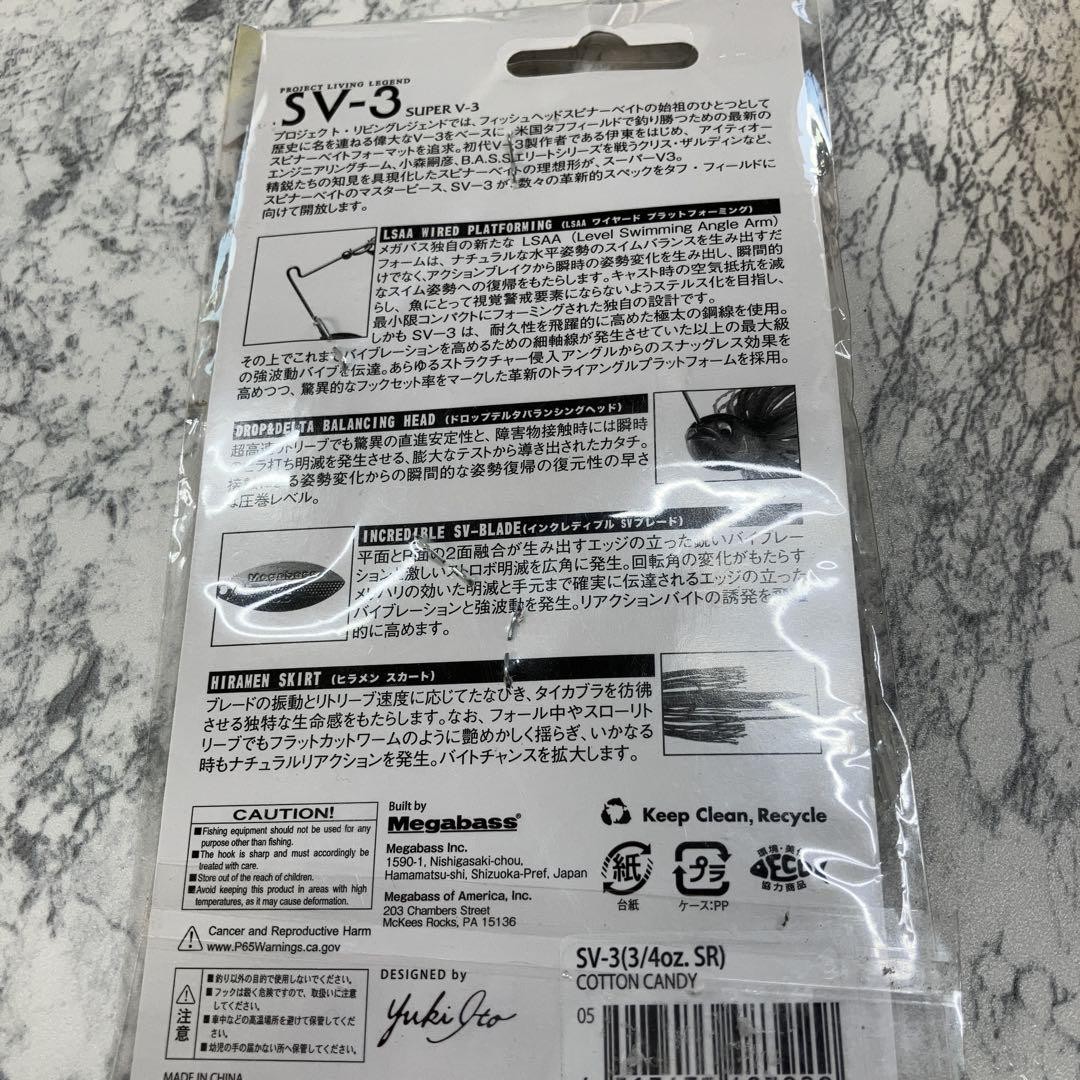 PROJECT LIVING LEGEND
SV-3 SUPER V-3
プロジェクト・リビングレジェンドでは、フィッシュヘッドスピナーベイトの始祖のひとつとして
歴史に名を連ねる偉大なV-3をベースに、米国タフフィールドで釣り勝つための最新の
スピナーベイトフォーマットを追求。初代V-3製作者である伊東をはじめ、アイティオー
エンジニアリングチーム、小森嗣彦、B.A.S.S.エリートシリーズを戦うクリス・ザルディンなど、
精鋭たちの知見を具現化したスピナーベイトの理想形が、スーパーV3。
スピナーベイトのマスターピース、SV-3が、数々の革新的スペックをタフ・フィールドに
向けて開放します。
LSAA WIRED PLATFORMING (LSAA ワイヤード プラットフォーミング)
メガバス独自の新たな LSAA (Level Swimming Angle Arm)
フォームは、ナチュラルな水平姿勢のスイムバランスを生み出すだ
けでなく、アクションブレイクから瞬時の姿勢変化を生み出し、瞬間的
なスイム姿勢への復帰をもたらします。キャスト時の空気抵抗を減
らし、魚にとって視覚警戒要素にならないようステルス化を目指し、
最小限コンパクトにフォーミングされた独自の設計です。
しかも SV-3 は、耐久性を飛躍的に高めた極太の鋼線を使用。
その上でこれまで、バイブレーションを高めるための細軸線が発生させていた以上の最大級
の強波動バイブを伝達。あらゆるストラクチャー侵入アングルからのスナッグレス効果を
高めつつ、驚異的なフックセット率をマークした革新のトライアングルプラットフォームを採用。
DROP&DELTA BALANCING HEAD (ドロップデルタバランシングヘッド)
超高速リトリーブでも驚異の直進安定性と、障害物接触時には瞬時
のヒラ打ち明滅を発生させる、膨大なテストから導き出されたカタチ。
接触による姿勢変化からの瞬間的な姿勢復帰の復元性の早さ
は圧巻レベル。
INCREDIBLE SV-BLADE (インクレディブル SVブレード)
Megabass
平面とR面の2面融合が生み出すエッジの立った鋭いバイブレー
ションと激しいストロボ明滅を広角に発生。回転角の変化がもたらす
メリハリの効いた明滅と手元まで確実に伝達されるエッジの立った
バイブレーションと強波動を発生。リアクションバイトの誘発を飛躍
的に高めます。
HIRAMEN SKIRT (ヒラメン スカート)
ブレードの振動とリトリーブ速度に応じてたなびき、タイカブラを彷彿
させる独特な生命感をもたらします。なお、フォール中やスローリト
リーブでもフラットカットワームのように艶めかしく揺らぎ、いかなる
時もナチュラルリアクションを発生。バイトチャンスを拡大します。
CAUTION!
■Fishing equipment should not be used for any
purpose other than fishing.
■The hook is sharp and must accordingly be
treated with care.
■Store out of the reach of children.
■Avoid keeping this product in areas with high
temperatures, as it may cause deformation.
Cancer and Reproductive Harm
www.P65Warnings.ca.gov
Built by
Megabass
Megabass Inc.
1590-1, Nishigasaki-chou,
Hamamatsu-shi, Shizuoka-Pref, Japan
Megabass of America, Inc.
203 Chambers Street
McKees Rocks, PA 15136
Keep Clean, Recycle
紙
台紙
プラ
ケース:PP
環境・美
DECOY
協力商品
注意
■釣り以外の目的で使用しないでください。
■フックは鋭く危険ですので、取扱いに注意
してください。
■車中などの高温場所を避けて保管してくだ
さい。
■幼児の手の届かない所へ保管してください。
DESIGNED by
Yuki Ito
SV-3(3/4oz. SR)
COTTON CANDY
05
MADE IN CHINA